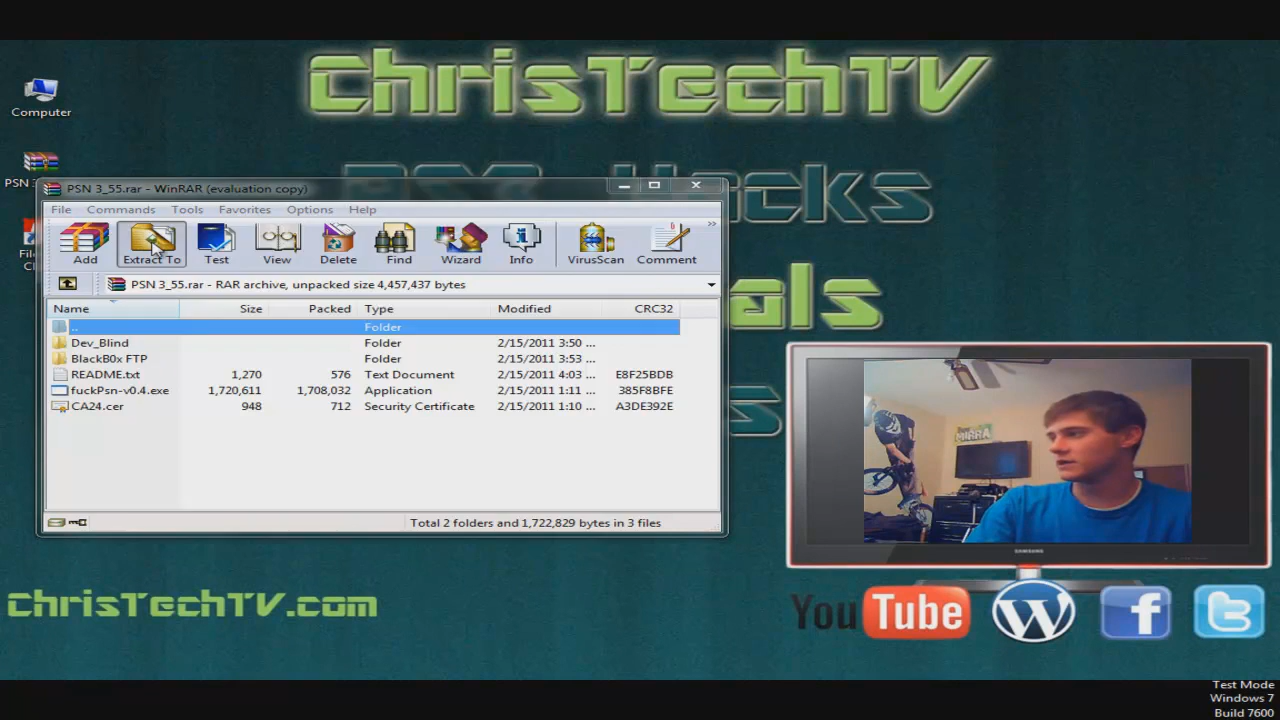 ChrisTechTV
Computer
PSN 3
PSN 3_55.rar - WinRAR (evaluation copy)
File Commands Tools Favorites Options Help
Add Extract To Test View Delete Find Wizard Info VirusScan Comment
PSN 3_55.rar - RAR archive, unpacked size 4,457,437 bytes
Name Size Packed Type Modified CRC32
.. Folder
Dev_Blind Folder 2/15/2011 3:50 ...
BlackB0x FTP Folder 2/15/2011 3:53 ...
README.txt 1,270 576 Text Document 2/15/2011 4:03 ... E8F25BDB
fuckPsn-v0.4.exe 1,720,611 1,708,032 Application 2/15/2011 1:11 ... 385F8BFE
CA24.cer 948 712 Security Certificate 2/15/2011 1:10 ... A3DE392E
Total 2 folders and 1,722,829 bytes in 3 files
MIRRA
SAMSUNG
ChrisTechTV.com
YouTube
Test Mode
Windows 7
Build 7600